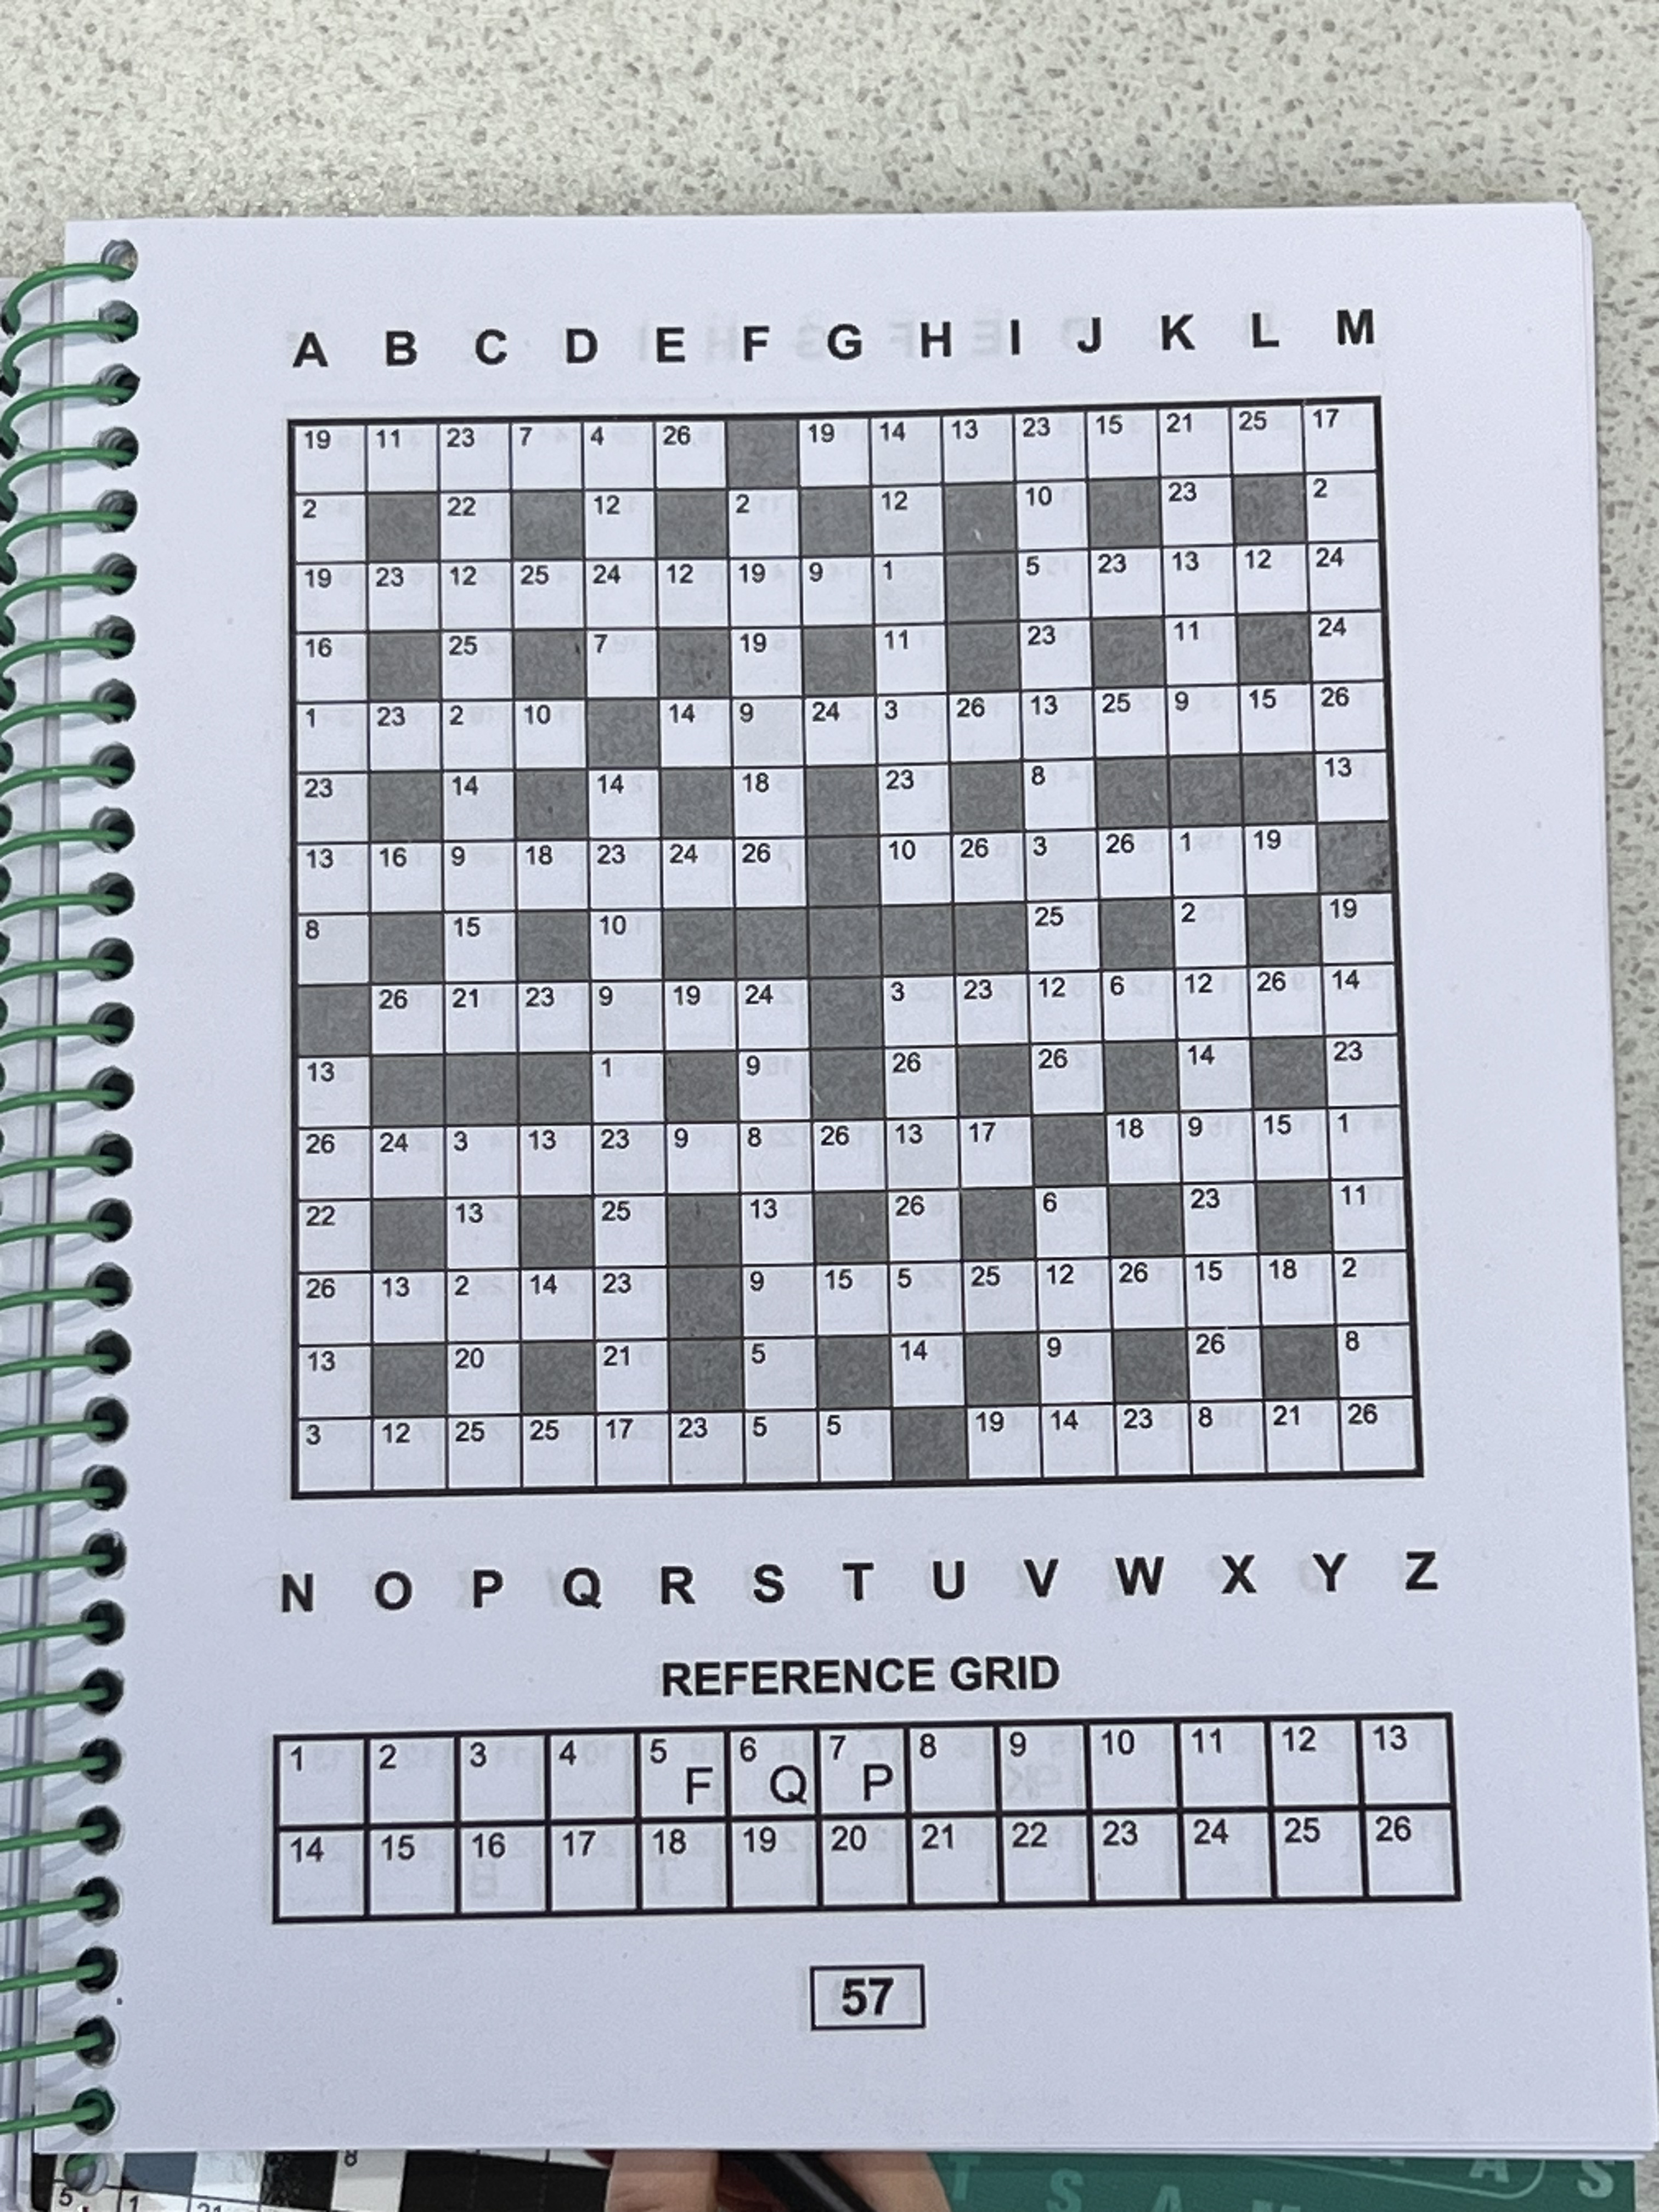 A B C D E F G H I J K L M
19 11 23 7 4 26 19 14 13 23 15 21 25 17
2 22 12 2 12 10 23 2
19 23 12 25 24 12 19 9 1 5 23 13 12 24
16 25 7 19 11 23 11 24
1 23 2 10 14 9 24 3 26 13 25 9 15 26
23 14 14 18 23 8 13
13 16 9 18 23 24 26 10 26 3 26 1 19
8 15 10 25 2 19
26 21 23 9 19 24 3 23 12 6 12 26 14
13 1 9 26 26 14 23
26 24 3 13 23 9 8 26 13 17 18 9 15 1
22 13 25 13 26 6 23 11
26 13 2 14 23 9 15 5 25 12 26 15 18 2
13 20 21 5 14 9 26 8
3 12 25 25 17 23 5 5 19 14 23 8 21 26
N O P Q R S T U V W X Y Z
REFERENCE GRID
1 2 3 4 5 F 6 Q 7 P 8 9 10 11 12 13
14 15 16 17 18 19 20 21 22 23 24 25 26
57
8
5 1 21
T S A M A S